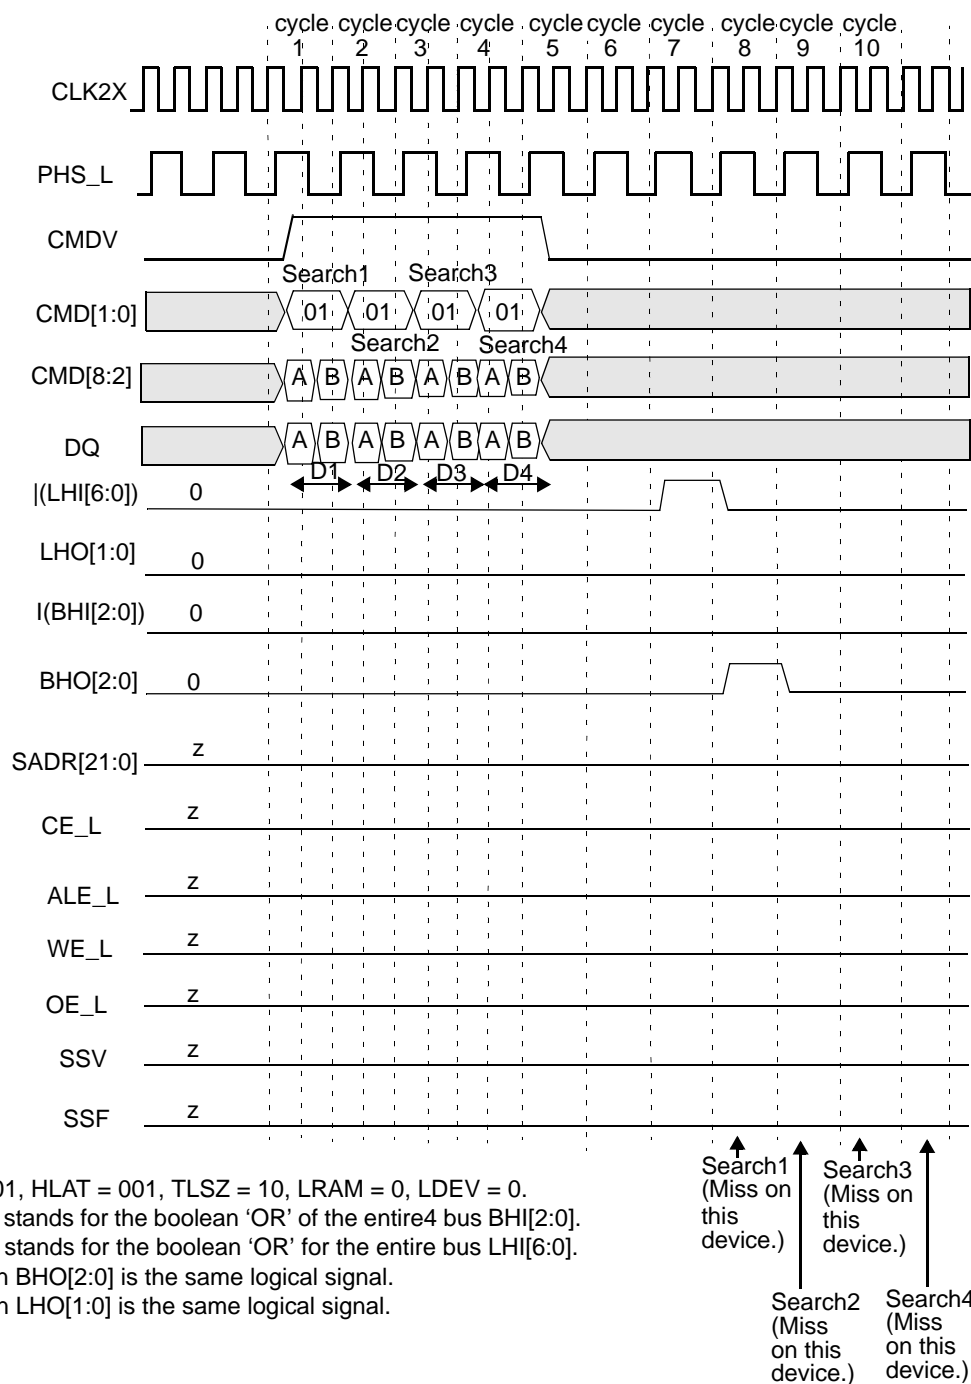 cycle cycle cycle cycle cycle cycle cycle cycle cycle cycle
1 2 3 4 5 6 7 8 9 10
CLK2X
PHS_L
CMDV
Search1 Search3
CMD[1:0] 01 01 01 01
Search2 Search4
CMD[8:2] A B A B A B A B
DQ A B A B A B A B
D1 D2 D3 D4
|(LHI[6:0]) 0
LHO[1:0] 0
I(BHI[2:0]) 0
BHO[2:0] 0
SADR[21:0] z
CE_L z
ALE_L z
WE_L z
OE_L z
SSV z
SSF z
Search1
(Miss on
this
device.)
Search3
(Miss on
this
device.)
Search2
(Miss
on this
device.)
Search4
(Miss
on this
device.)
01, HLAT = 001, TLSZ = 10, LRAM = 0, LDEV = 0.
stands for the boolean ‘OR’ of the entire4 bus BHI[2:0].
stands for the boolean ‘OR’ for the entire bus LHI[6:0].
n BHO[2:0] is the same logical signal.
n LHO[1:0] is the same logical signal.